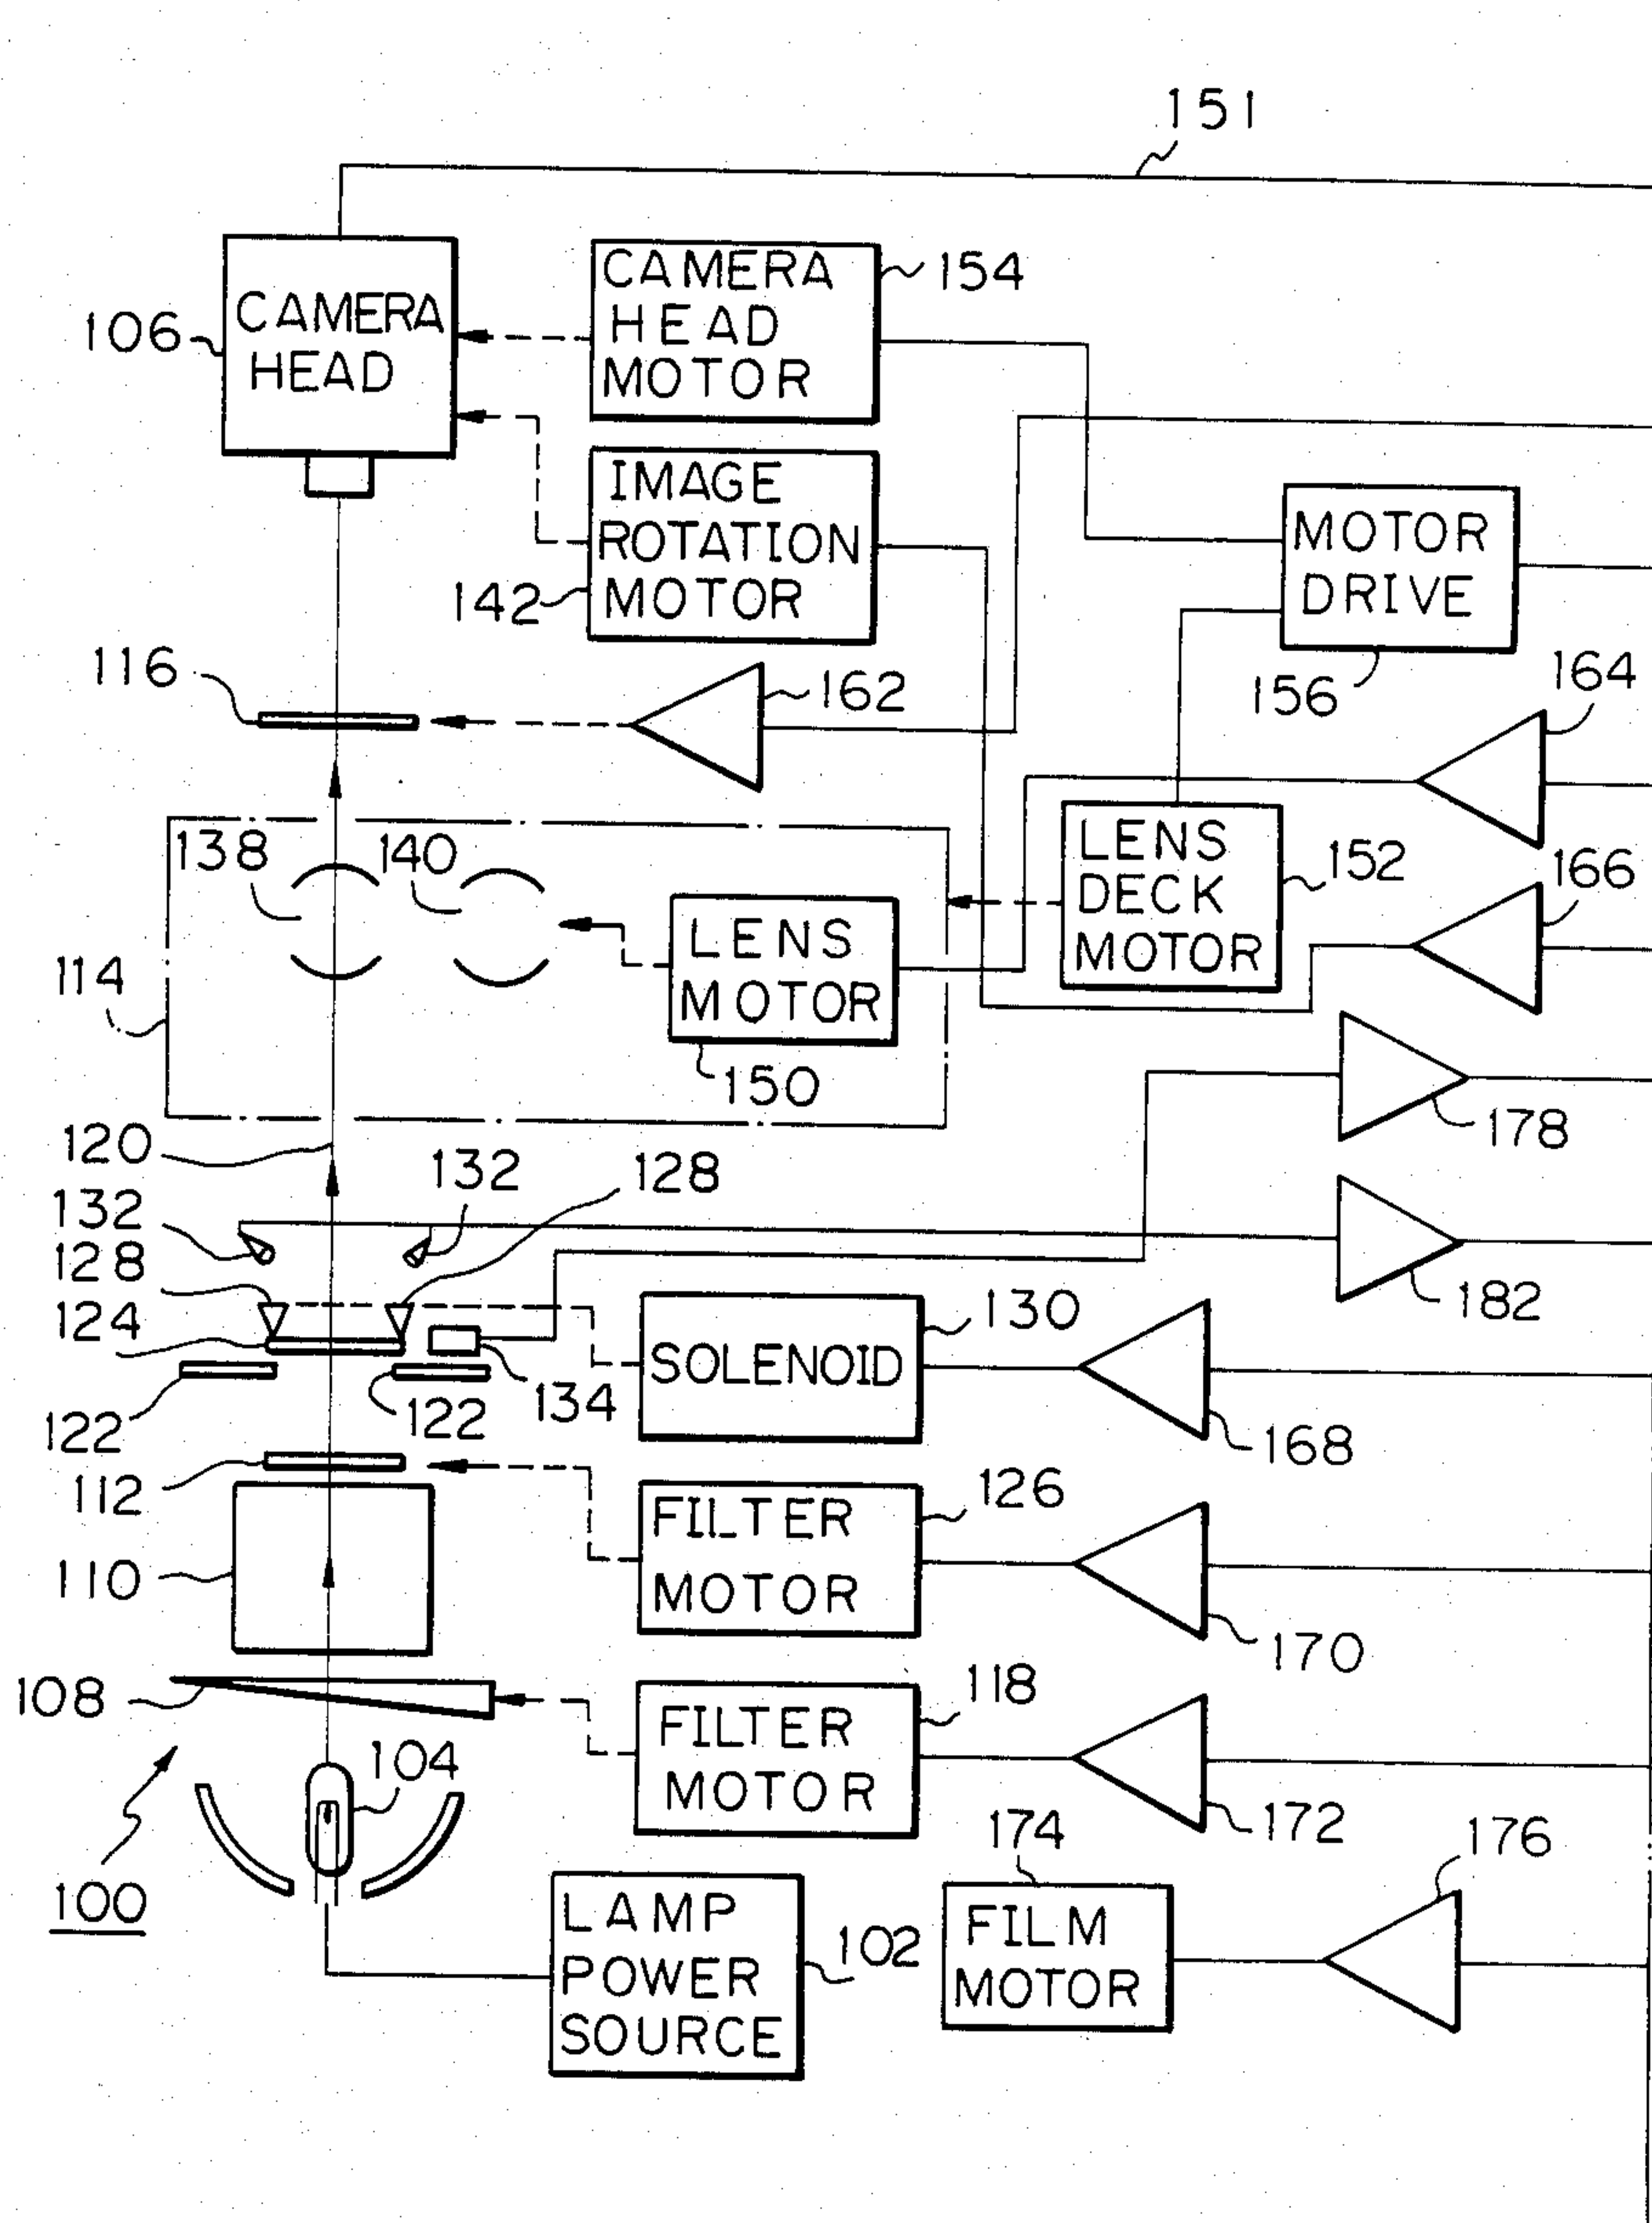 151
CAMERA
HEAD
106
CAMERA
HEAD
MOTOR
154
IMAGE
ROTATION
MOTOR
142
MOTOR
DRIVE
156
116
162
164
138
140
LENS
MOTOR
150
LENS
DECK
MOTOR
152
166
114
178
120
132
128
132
128
182
124
SOLENOID
130
134
122
122
168
112
FILTER
MOTOR
126
110
170
108
FILTER
MOTOR
118
104
172
174
176
100
LAMP
POWER
SOURCE
102
FILM
MOTOR